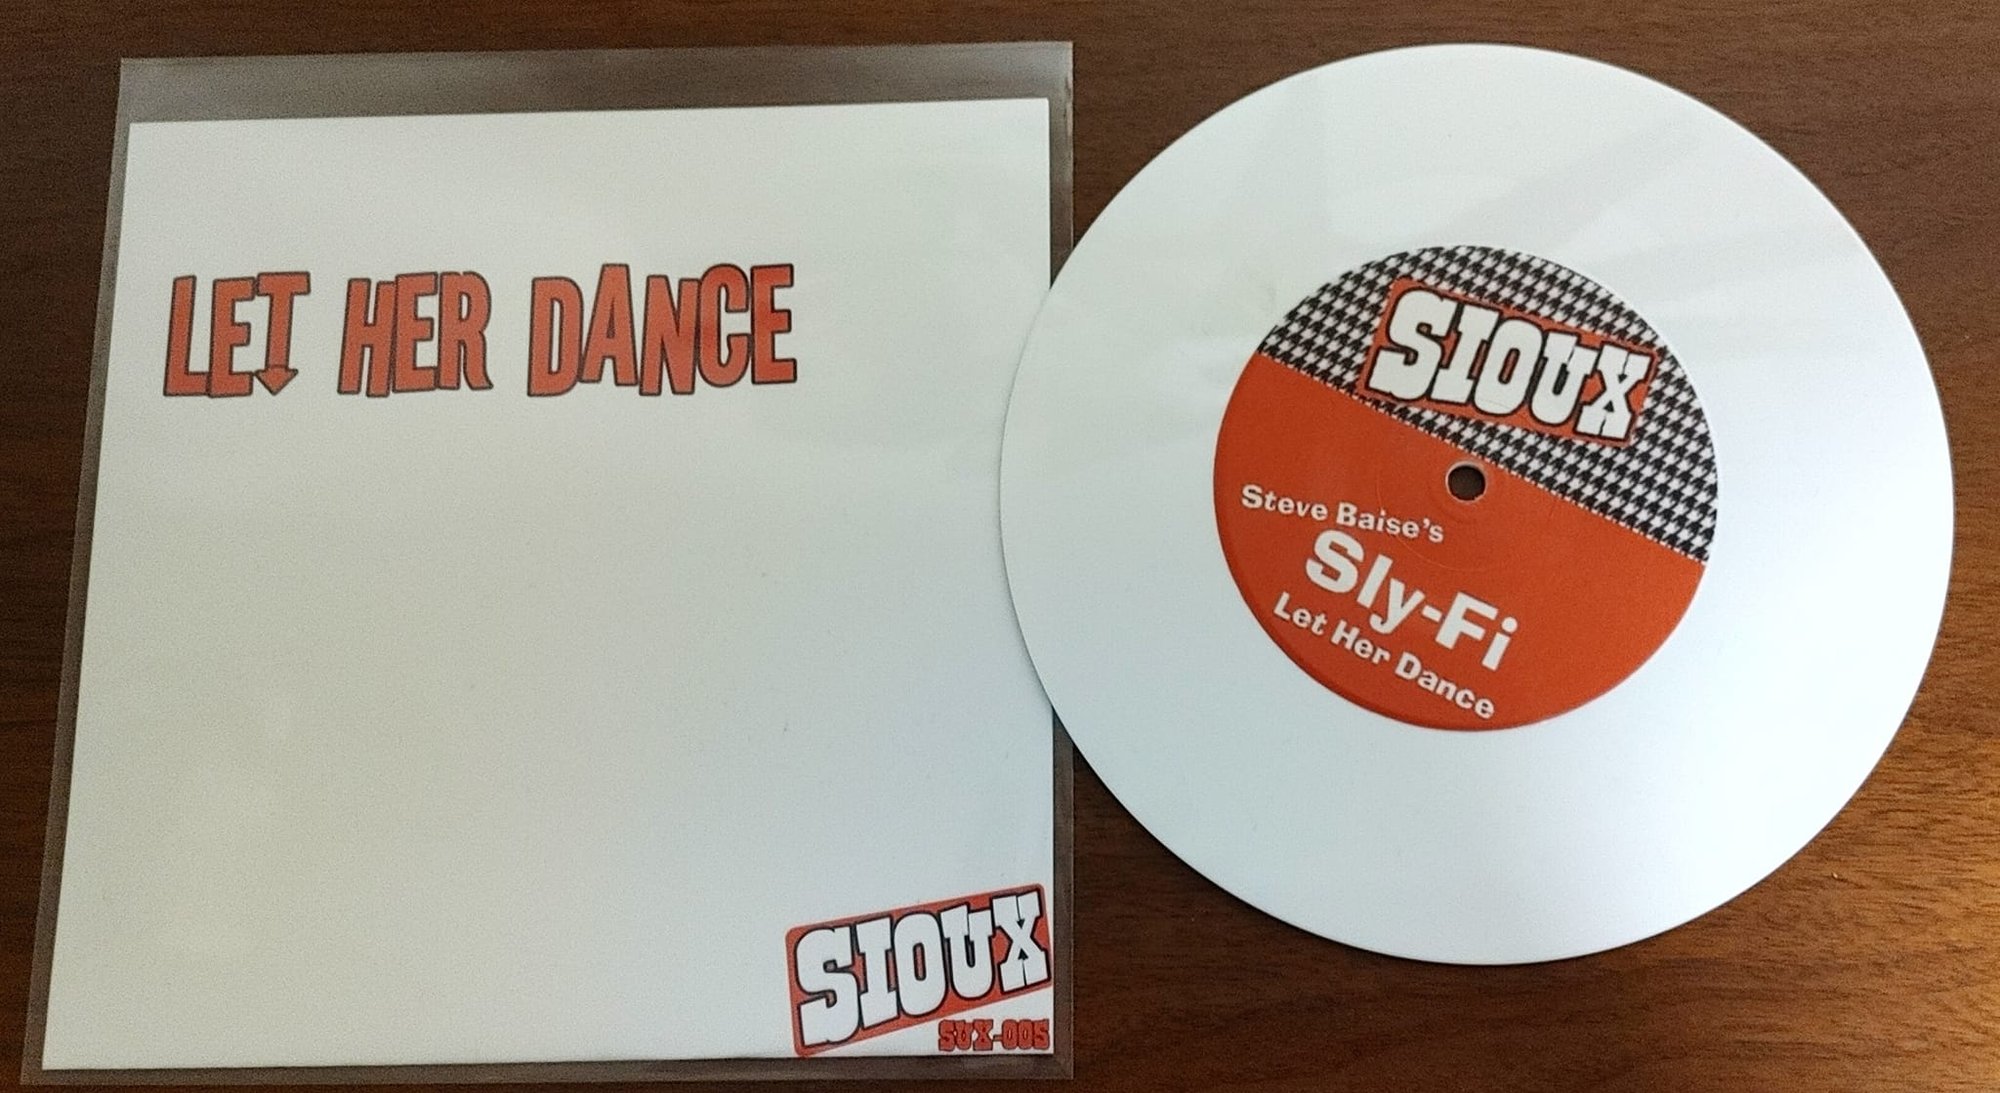 LET HER DANCE
SIOUX
SUX-005
SIOUX
Steve Baise's
Sly-Fi
Let Her Dance